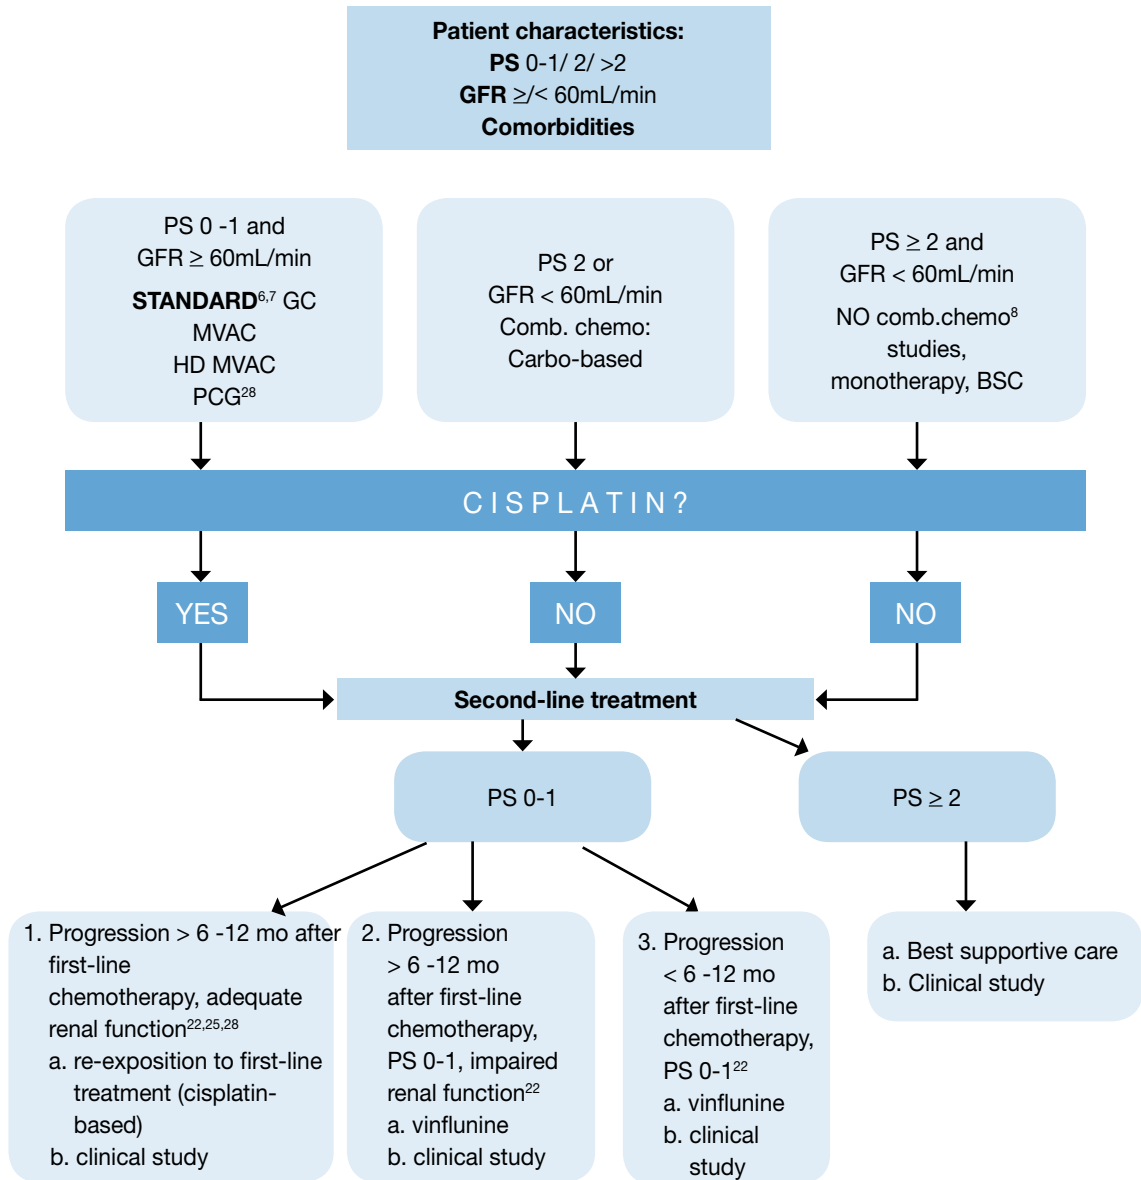 Patient characteristics:
PS 0-1/ 2/ >2
GFR ≥/< 60mL/min
Comorbidities
PS 0 -1 and
GFR ≥ 60mL/min
STANDARD6,7 GC
MVAC
HD MVAC
PCG28
PS 2 or
GFR < 60mL/min
Comb. chemo:
Carbo-based
PS ≥ 2 and
GFR < 60mL/min
NO comb.chemo8
studies,
monotherapy, BSC
CISPLATIN?
YES
NO
NO
Second-line treatment
PS 0-1
PS ≥ 2
1. Progression > 6 -12 mo after
first-line
chemotherapy, adequate
renal function22,25,28
a. re-exposition to first-line
treatment (cisplatin-
based)
b. clinical study
2. Progression
> 6 -12 mo
after first-line
chemotherapy,
PS 0-1, impaired
renal function22
a. vinflunine
b. clinical study
3. Progression
< 6 -12 mo
after first-line
chemotherapy,
PS 0-122
a. vinflunine
b. clinical
study
a. Best supportive care
b. Clinical study